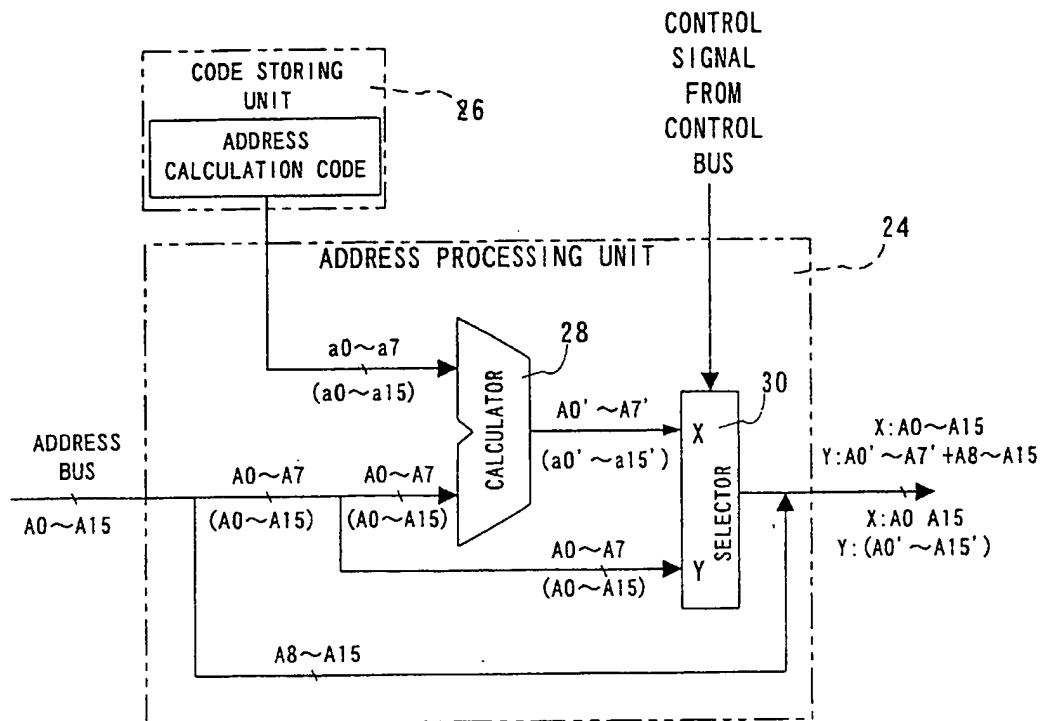 CODE STORING
UNIT
26
ADDRESS
CALCULATION CODE
CONTROL
SIGNAL
FROM
CONTROL
BUS
24
ADDRESS PROCESSING UNIT
a0~a7
(a0~a15)
28
CALCULATOR
A0'~A7'
(a0'~a15')
30
X
Y
SELECTOR
ADDRESS
BUS
A0~A15
A0~A7
(A0~A15)
A0~A7
(A0~A15)
A0~A7
(A0~A15)
A8~A15
X:A0~A15
Y:A0'~A7'+A8~A15
X:A0 A15
Y:(A0'~A15')